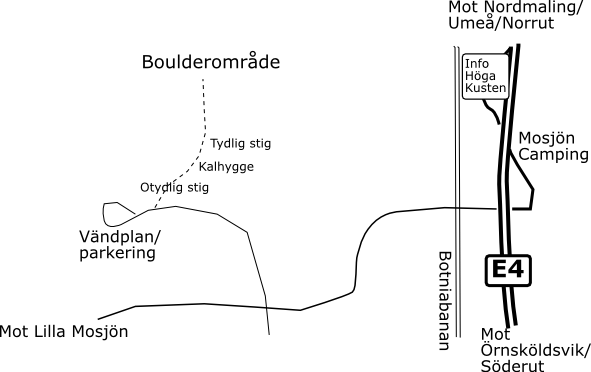 Mot Nordmaling/
Umeå/Norrut
Boulderområde
Info
Höga
Kusten
Mosjön
Camping
Tydlig stig
Kalhygge
Otydlig stig
Vändplan/
parkering
Botniabanan
E4
Mot Lilla Mosjön
Mot
Örnsköldsvik/
Söderut